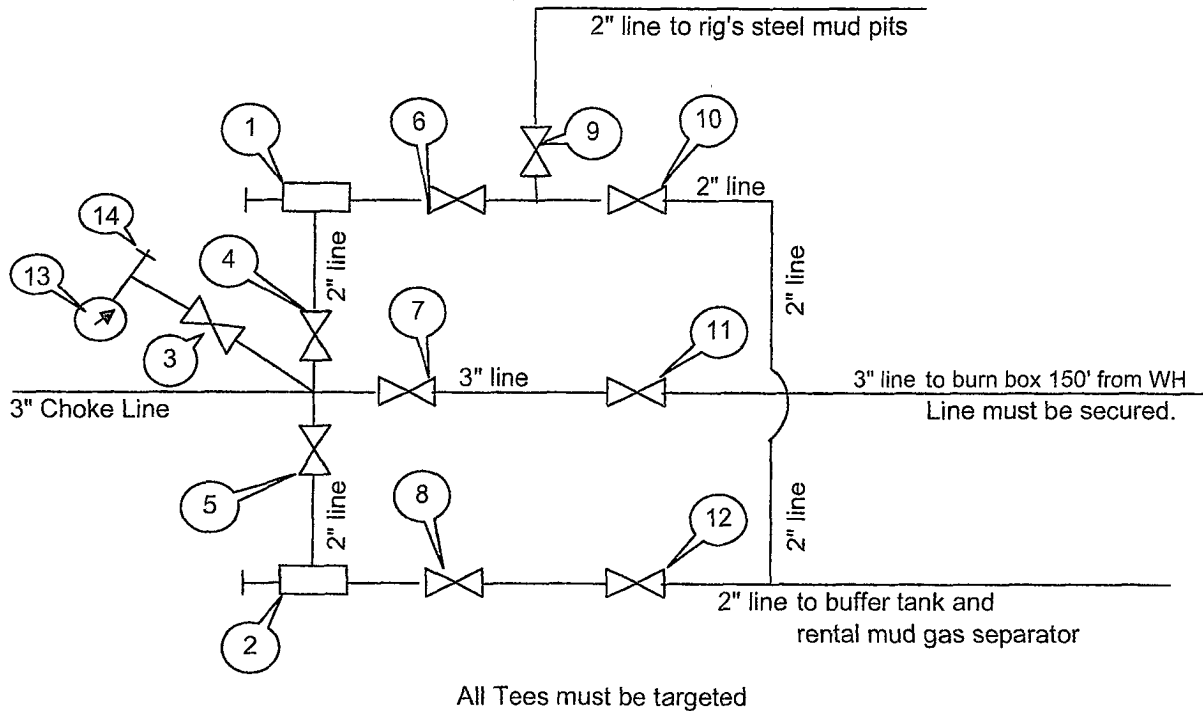 2" line to rig's steel mud pits
1
6
9
10
2" line
14
13
4
2" line
2" line
3
7
11
3" line
3" line to burn box 150' from WH
3" Choke Line
Line must be secured.
5
2" line
8
12
2" line
2" line to buffer tank and
rental mud gas separator
2
All Tees must be targeted